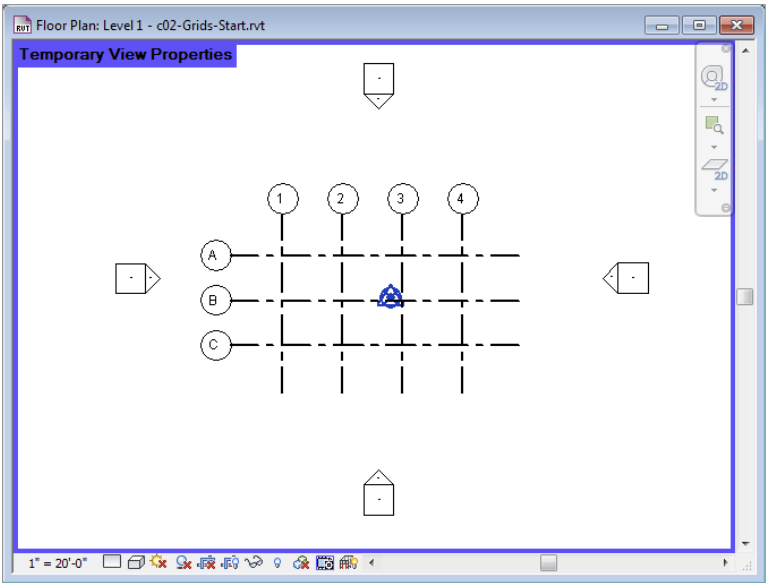 RVT Floor Plan: Level 1 - c02-Grids-Start.rvt
Temporary View Properties
2D
2D
1 2 3 4
A
B
C
1" = 20'-0"